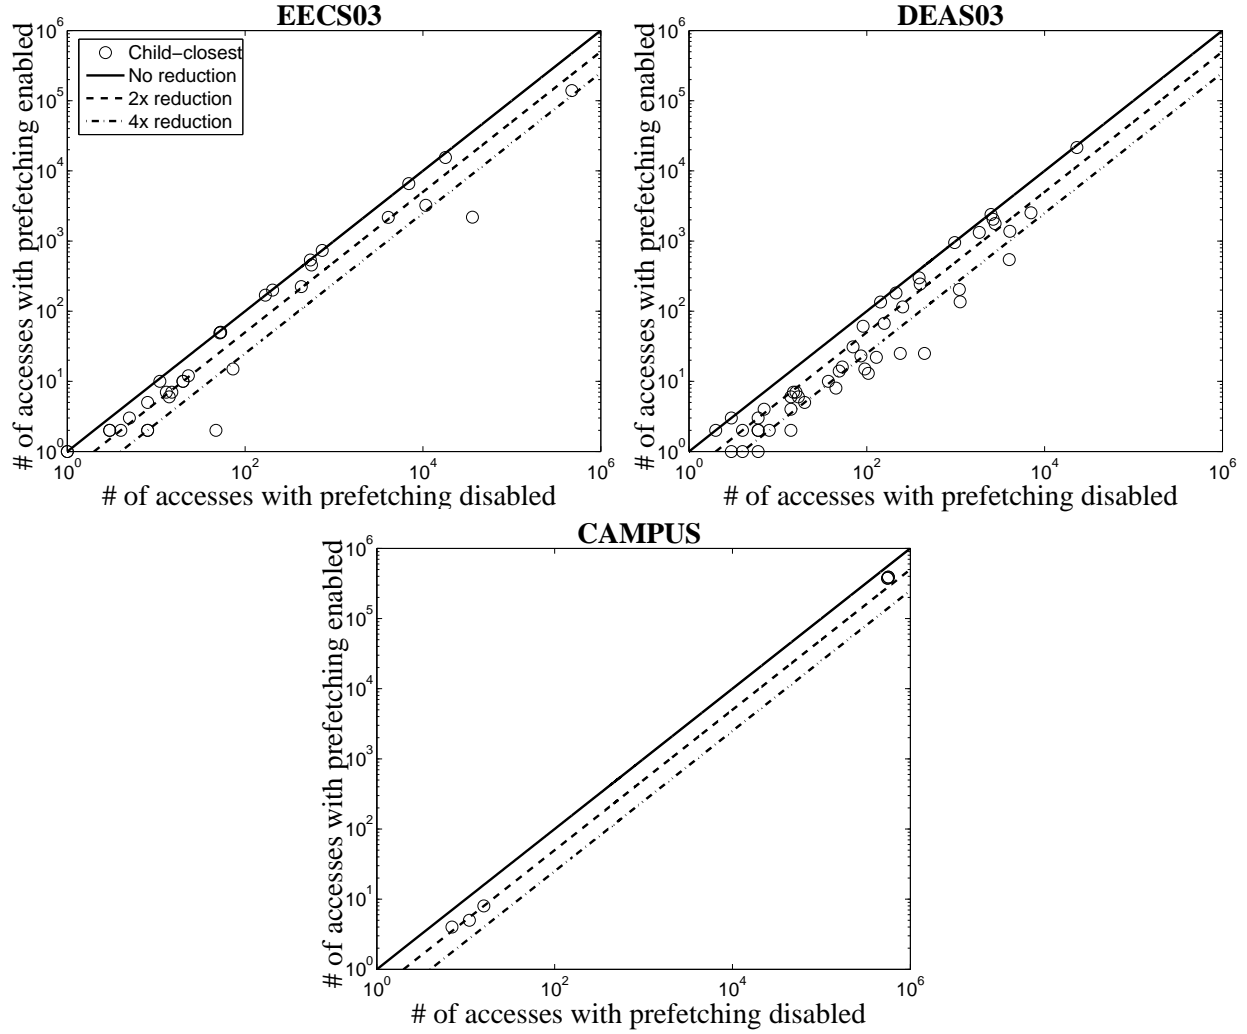 EECS03
# of accesses with prefetching enabled
10^6
10^5
10^4
10^3
10^2
10^1
10^0
Child−closest
No reduction
2x reduction
4x reduction
10^0 10^2 10^4 10^6
# of accesses with prefetching disabled
DEAS03
# of accesses with prefetching enabled
10^6
10^5
10^4
10^3
10^2
10^1
10^0
10^0 10^2 10^4 10^6
# of accesses with prefetching disabled
CAMPUS
# of accesses with prefetching enabled
10^6
10^5
10^4
10^3
10^2
10^1
10^0
10^0 10^2 10^4 10^6
# of accesses with prefetching disabled